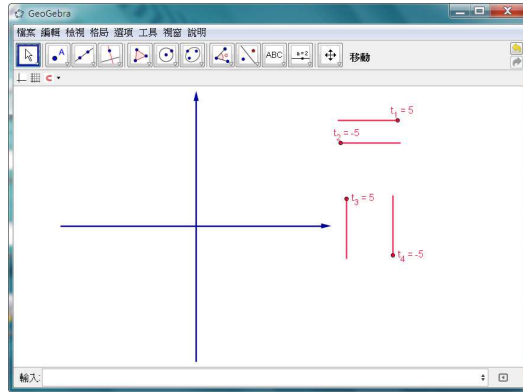 GeoGebra
檔案 編輯 檢視 格局 選項 工具 視窗 說明
ABC a=2 移動
t1 = 5
t2 = -5
t3 = 5
t4 = -5
輸入: